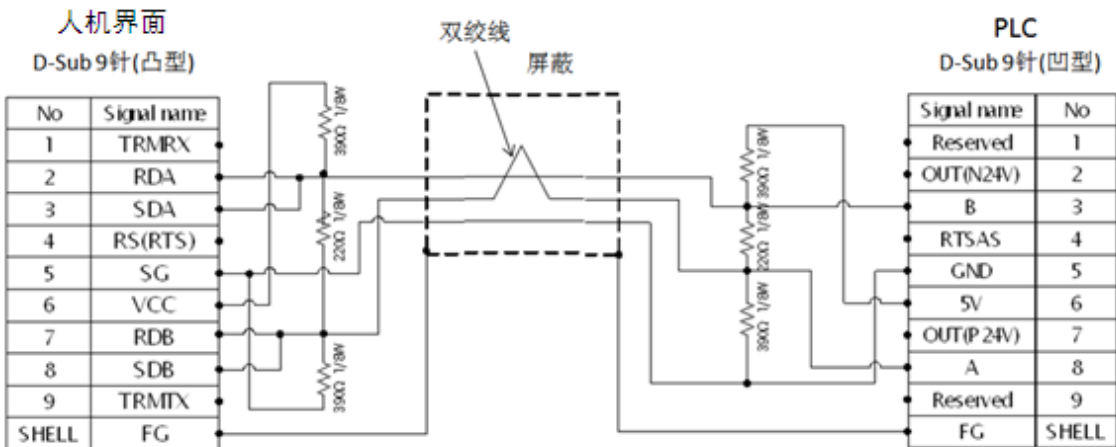 人机界面
D-Sub 9针(凸型)
No Signal name
1 TRMRX
2 RDA
3 SDA
4 RS(RTS)
5 SG
6 VCC
7 RDB
8 SDB
9 TRMTX
SHELL FG
390Ω 1/8W
220Ω 1/8W
390Ω 1/8W
双绞线
屏蔽
390Ω 1/8W
220Ω 1/8W
390Ω 1/8W
PLC
D-Sub 9针(凹型)
Signal name No
Reserved 1
OUT(N24V) 2
B 3
RTSAS 4
GND 5
5V 6
OUT(P24V) 7
A 8
Reserved 9
FG SHELL